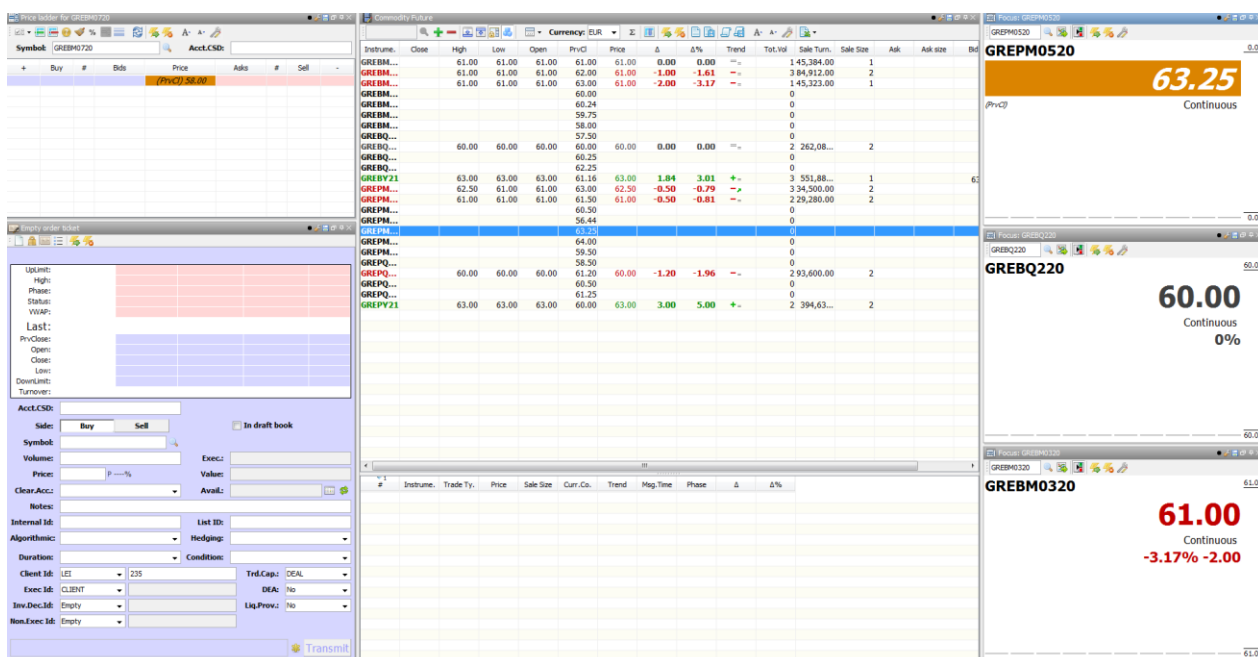 Price ladder for GREBM0720
Symbol: GREBM0720 Acct.CSD:
+ Buy # Bids Price Asks # Sell -
(PrvCl) 58.00
Empty order ticket
UpLimit:
High:
Phase:
Status:
VWAP:
Last:
PrvClose:
Open:
Close:
Low:
DownLimit:
Turnover:
Acct.CSD:
Side: Buy Sell In draft book
Symbol:
Volume: Exec.:
Price: P ----% Value:
Clear.Acc.: Avail.:
Notes:
Internal Id: List ID:
Algorithmic: Hedging:
Duration: Condition:
Client Id: LEI 235 Trd.Cap.: DEAL
Exec Id: CLIENT DEA: No
Inv.Dec.Id: Empty Liq.Prov.: No
Non.Exec Id: Empty
Transmit
Commodity Future
Currency: EUR Σ A+ A-
Instrume. Close High Low Open PrvCl Price Δ Δ% Trend Tot.Vol Sale Turn. Sale Size Ask Ask size Bid
GREBM... 61.00 61.00 61.00 61.00 61.00 0.00 0.00 == 1 45,384.00 1
GREBM... 61.00 61.00 61.00 62.00 61.00 -1.00 -1.61 -= 3 84,912.00 2
GREBM... 61.00 61.00 61.00 63.00 61.00 -2.00 -3.17 -= 1 45,323.00 1
GREBM... 60.00 0
GREBM... 60.24 0
GREBM... 59.75 0
GREBM... 58.00 0
GREBQ... 57.50 0
GREBQ... 60.00 60.00 60.00 60.00 60.00 0.00 0.00 == 2 262,08... 2
GREBQ... 60.25 0
GREBQ... 62.25 0
GREBY21 63.00 63.00 63.00 61.16 63.00 1.84 3.01 += 3 551,88... 1 63
GREPM... 62.50 61.00 61.00 63.00 62.50 -0.50 -0.79 - 3 34,500.00 2
GREPM... 61.00 61.00 61.00 61.50 61.00 -0.50 -0.81 -= 2 29,280.00 2
GREPM... 60.50 0
GREPM... 56.44 0
GREPM... 63.25 0
GREPM... 64.00 0
GREPM... 59.50 0
GREPQ... 58.50 0
GREPQ... 60.00 60.00 60.00 61.20 60.00 -1.20 -1.96 -= 2 93,600.00 2
GREPQ... 60.50 0
GREPQ... 61.25 0
GREPY21 63.00 63.00 63.00 60.00 63.00 3.00 5.00 += 2 394,63... 2
# Instrume. Trade Ty. Price Sale Size Curr.Co. Trend Msg.Time Phase Δ Δ%
Focus: GREPM0520
GREPM0520
GREPM0520
63.25
(PrvCl) Continuous
Focus: GREBQ220
GREBQ220
GREBQ220
60.00
Continuous
0%
60.0
Focus: GREBM0320
GREBM0320
GREBM0320
61.00
Continuous
-3.17% -2.00